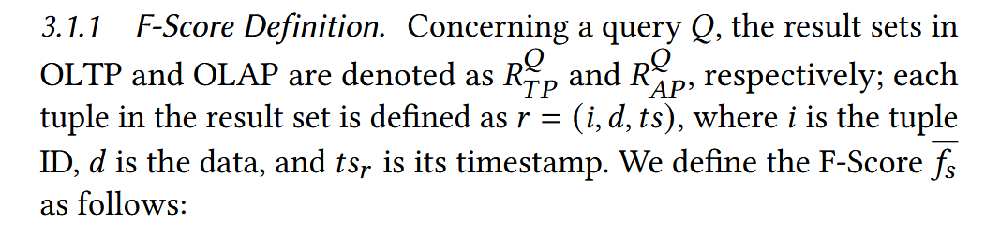 3.1.1 F-Score Definition. Concerning a query Q, the result sets in
OLTP and OLAP are denoted as R_{TP}^{Q} and R_{AP}^{Q}, respectively; each
tuple in the result set is defined as r = (i, d, ts), where i is the tuple
ID, d is the data, and ts_r is its timestamp. We define the F-Score \overline{f_s}
as follows: